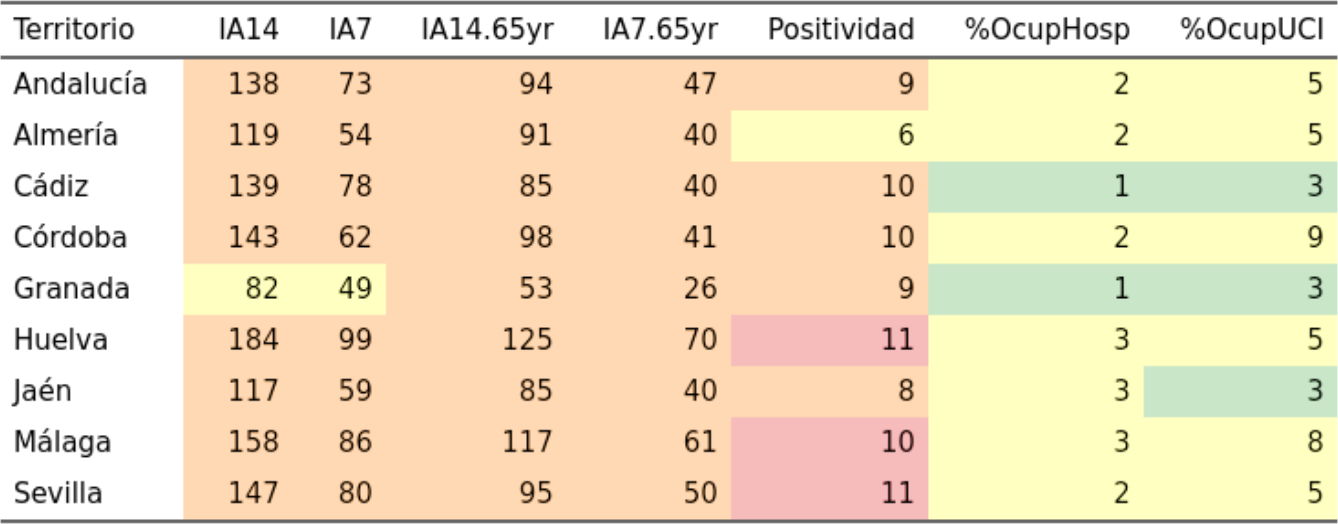 Territorio IA14 IA7 IA14.65yr IA7.65yr Positividad %OcupHosp %OcupUCI
Andalucía 138 73 94 47 9 2 5
Almería 119 54 91 40 6 2 5
Cádiz 139 78 85 40 10 1 3
Córdoba 143 62 98 41 10 2 9
Granada 82 49 53 26 9 1 3
Huelva 184 99 125 70 11 3 5
Jaén 117 59 85 40 8 3 3
Málaga 158 86 117 61 10 3 8
Sevilla 147 80 95 50 11 2 5